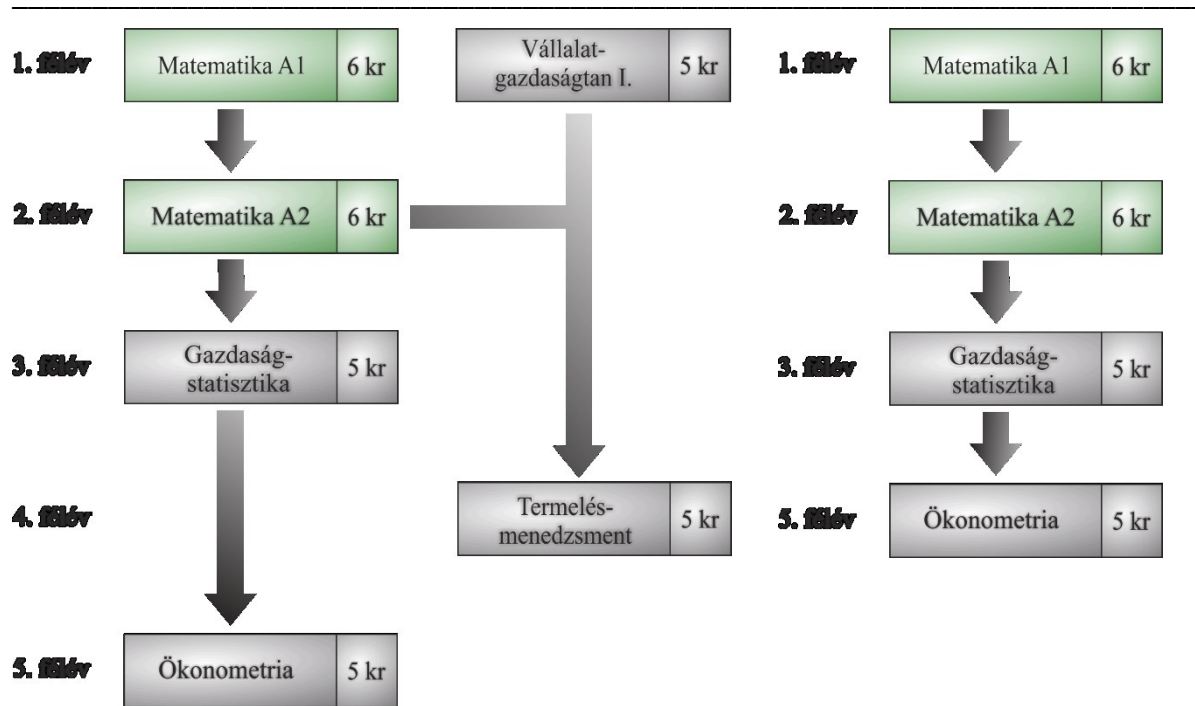 1. félév
Matematika A1
6 kr
Vállalat-
gazdaságtan I.
5 kr
2. félév
Matematika A2
6 kr
3. félév
Gazdaság-
statisztika
5 kr
4. félév
Termelés-
menedzsment
5 kr
5. félév
Ökonometria
5 kr
1. félév
Matematika A1
6 kr
2. félév
Matematika A2
6 kr
3. félév
Gazdaság-
statisztika
5 kr
5. félév
Ökonometria
5 kr